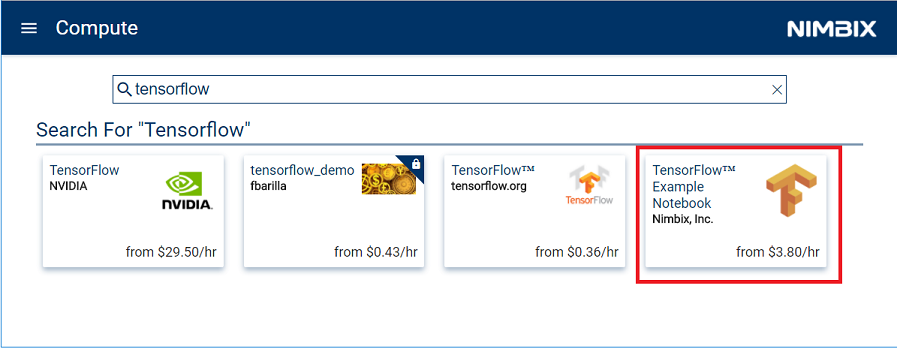 Compute
NIMBIX
tensorflow
Search For "Tensorflow"
TensorFlow
NVIDIA
NVIDIA.
from $29.50/hr
tensorflow_demo
fbarilla
from $0.43/hr
TensorFlow™
tensorflow.org
TensorFlow
from $0.36/hr
TensorFlow™
Example
Notebook
Nimbix, Inc.
from $3.80/hr